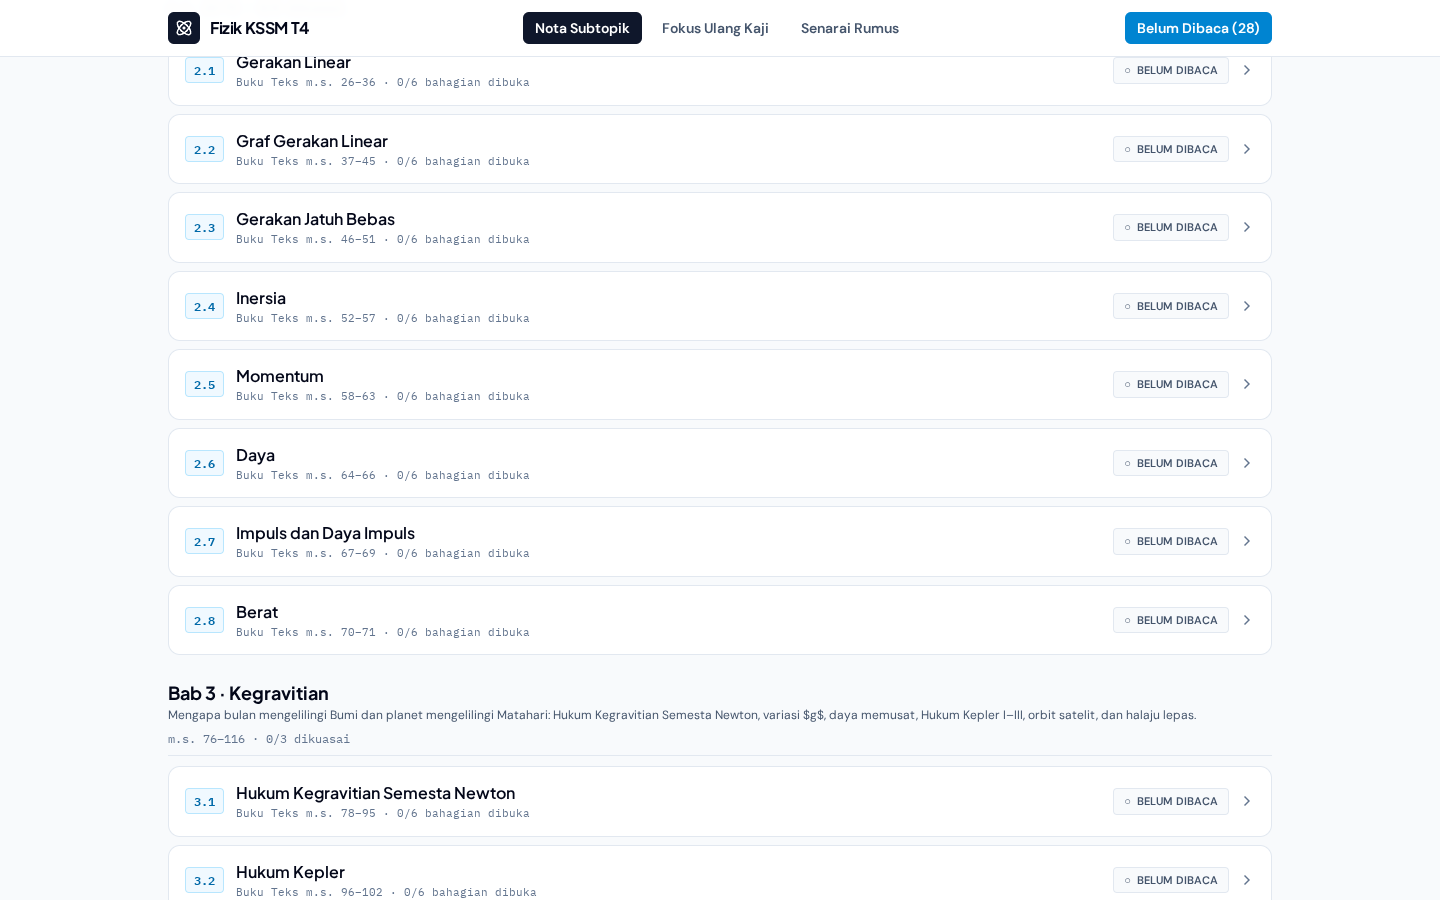 Fizik KSSM T4
Nota Subtopik
Fokus Ulang Kaji
Senarai Rumus
Belum Dibaca (28)
2.1
Gerakan Linear
Buku Teks m.s. 26–36 · 0/6 bahagian dibuka
○ BELUM DIBACA
2.2
Graf Gerakan Linear
Buku Teks m.s. 37–45 · 0/6 bahagian dibuka
○ BELUM DIBACA
2.3
Gerakan Jatuh Bebas
Buku Teks m.s. 46–51 · 0/6 bahagian dibuka
○ BELUM DIBACA
2.4
Inersia
Buku Teks m.s. 52–57 · 0/6 bahagian dibuka
○ BELUM DIBACA
2.5
Momentum
Buku Teks m.s. 58–63 · 0/6 bahagian dibuka
○ BELUM DIBACA
2.6
Daya
Buku Teks m.s. 64–66 · 0/6 bahagian dibuka
○ BELUM DIBACA
2.7
Impuls dan Daya Impuls
Buku Teks m.s. 67–69 · 0/6 bahagian dibuka
○ BELUM DIBACA
2.8
Berat
Buku Teks m.s. 70–71 · 0/6 bahagian dibuka
○ BELUM DIBACA
Bab 3 · Kegravitian
Mengapa bulan mengelilingi Bumi dan planet mengelilingi Matahari: Hukum Kegravitian Semesta Newton, variasi $g$, daya memusat, Hukum Kepler I–III, orbit satelit, dan halaju lepas.
m.s. 76–116 · 0/3 dikuasai
3.1
Hukum Kegravitian Semesta Newton
Buku Teks m.s. 78–95 · 0/6 bahagian dibuka
○ BELUM DIBACA
3.2
Hukum Kepler
Buku Teks m.s. 96–102 · 0/6 bahagian dibuka
○ BELUM DIBACA